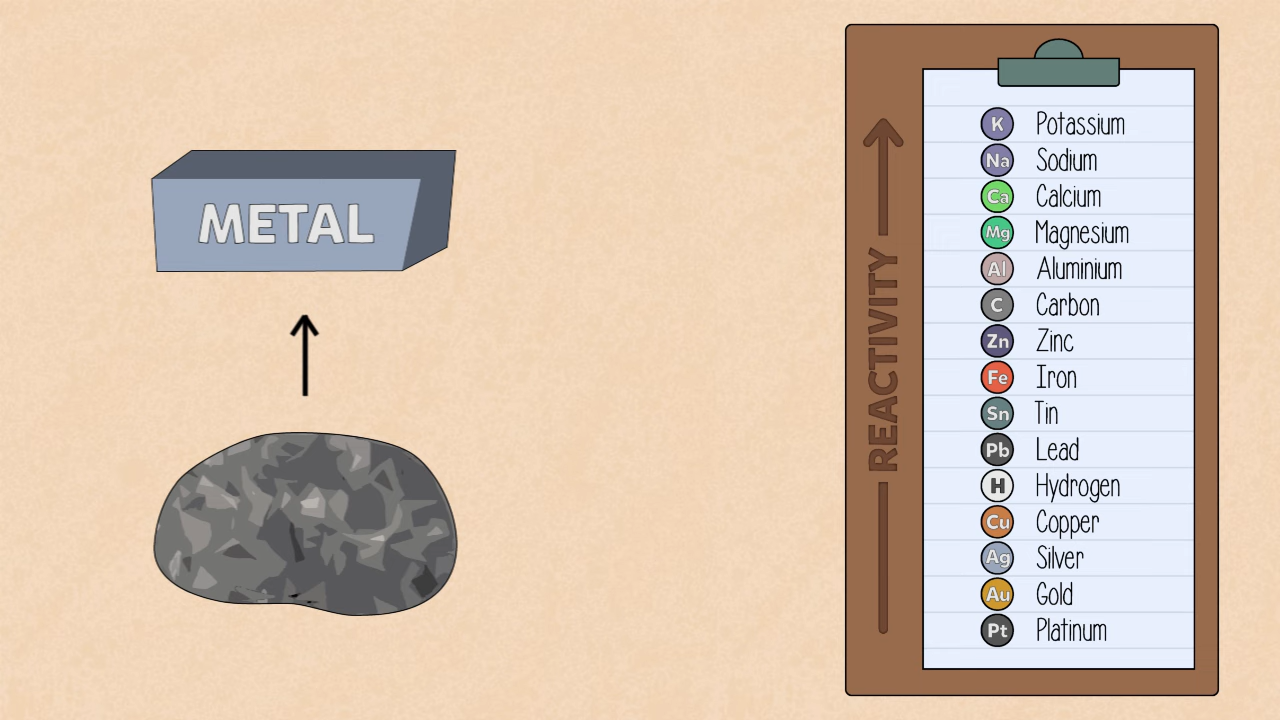 METAL
REACTIVITY
K Potassium
Na Sodium
Ca Calcium
Mg Magnesium
Al Aluminium
C Carbon
Zn Zinc
Fe Iron
Sn Tin
Pb Lead
H Hydrogen
Cu Copper
Ag Silver
Au Gold
Pt Platinum